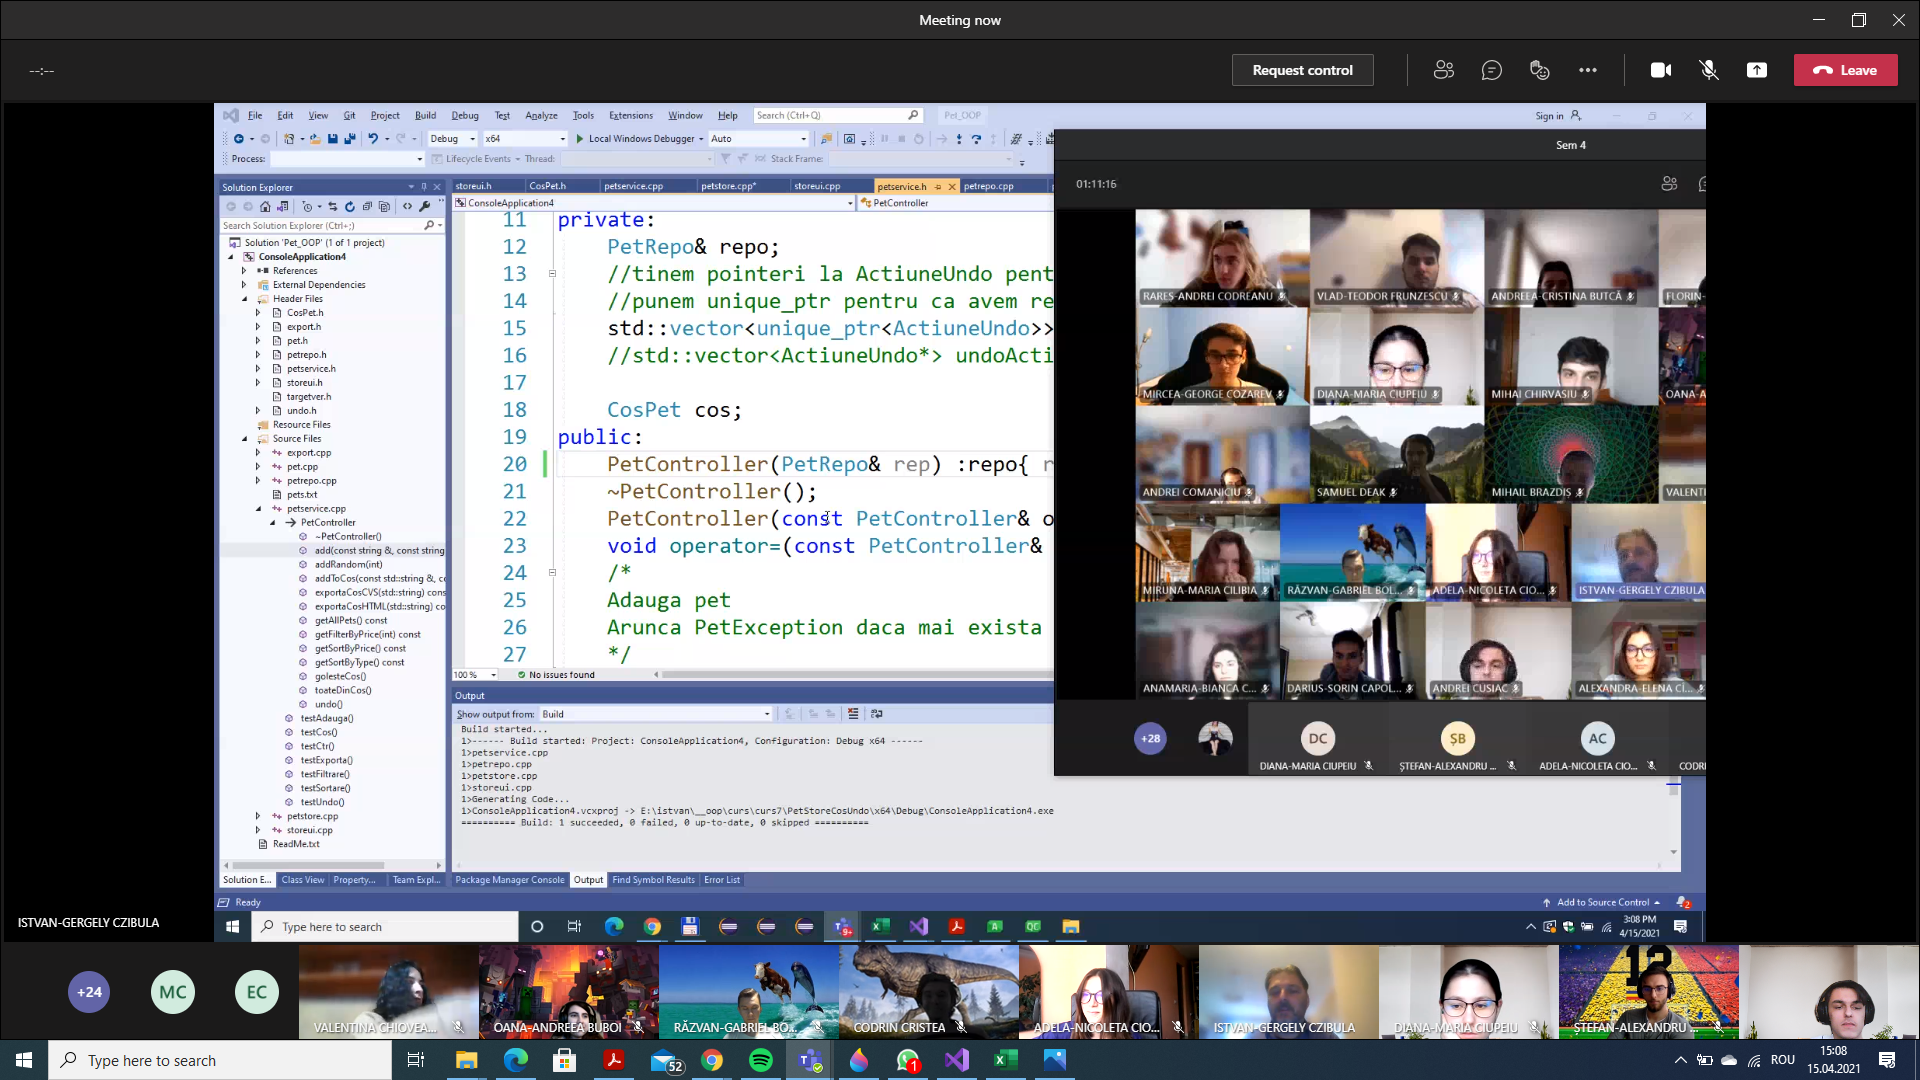 Meeting now
--:--
Request control
Leave
File Edit View Git Project Build Debug Test Analyze Tools Extensions Window Help Search (Ctrl+Q) Pet_OOP
Sign in
Debug x64 Local Windows Debugger Auto
Process: Lifecycle Events Thread: Stack Frame:
Solution Explorer
Search Solution Explorer (Ctrl+;)
Solution 'Pet_OOP' (1 of 1 project)
ConsoleApplication4
References
External Dependencies
Header Files
CosPet.h
export.h
pet.h
petrepo.h
petservice.h
storeui.h
targetver.h
undo.h
Resource Files
Source Files
export.cpp
pet.cpp
petrepo.cpp
pets.txt
petservice.cpp
PetController
~PetController()
add(const string &, const string
addRandom(int)
addToCos(const std::string &, cc
exportaCosCVS(std::string) cons
exportaCosHTML(std::string) co
getAllPets() const
getFilterByPrice(int) const
getSortByPrice() const
getSortByType() const
golesteCos()
toateDinCos()
undo()
testAdauga()
testCos()
testCtr()
testExporta()
testFiltrare()
testSortare()
testUndo()
petstore.cpp
storeui.cpp
ReadMe.txt
Solution E... Class View Property... Team Expl...
storeui.h CosPet.h petservice.cpp petstore.cpp* storeui.cpp petservice.h petrepo.cpp
ConsoleApplication4 PetController
11 private:
12 PetRepo& repo;
13 //tinem pointeri la ActiuneUndo pent
14 //punem unique_ptr pentru ca avem re
15 std::vector<unique_ptr<ActiuneUndo>>
16 //std::vector<ActiuneUndo*> undoActi
17
18 CosPet cos;
19 public:
20 PetController(PetRepo& rep) :repo{ r
21 ~PetController();
22 PetController(const PetController& o
23 void operator=(const PetController&
24 /*
25 Adauga pet
26 Arunca PetException daca mai exista
27 */
100 % No issues found
Output
Show output from: Build
Build started...
1>------ Build started: Project: ConsoleApplication4, Configuration: Debug x64 ------
1>petservice.cpp
1>petrepo.cpp
1>petstore.cpp
1>storeui.cpp
1>Generating Code...
1>ConsoleApplication4.vcxproj -> E:\istvan\__oop\curs\curs7\PetStoreCosUndo\x64\Debug\ConsoleApplication4.exe
========== Build: 1 succeeded, 0 failed, 0 up-to-date, 0 skipped ==========
Package Manager Console Output Find Symbol Results Error List
Ready
Add to Source Control 2
Sem 4
01:11:16
RARES-ANDREI CODREANU VLAD-TEODOR FRUNZESCU ANDREEA-CRISTINA BUTCĂ FLORIN-
MIRCEA-GEORGE COZAREV DIANA-MARIA CIUPEIU MIHAI CHIRVASIU OANA-A
ANDREI COMANICIU SAMUEL DEAK MIHAIL BRAZDIȘ VALENTI
MIRUNA-MARIA CILIBIA RĂZVAN-GABRIEL BOL... ADELA-NICOLETA CIO... ISTVAN-GERGELY CZIBULA
ANAMARIA-BIANCA C... DARIUS-SORIN CAPOL... ANDREI CUSIAC ALEXANDRA-ELENA CI...
+28 DC ȘB AC
DIANA-MARIA CIUPEIU ȘTEFAN-ALEXANDRU ... ADELA-NICOLETA CIO... CODRI
Type here to search
9+
3:08 PM
4/15/2021
ISTVAN-GERGELY CZIBULA
+24 MC EC
VALENTINA CHIOVEA... OANA-ANDREEA BUBOI RĂZVAN-GABRIEL BO... CODRIN CRISTEA ADELA-NICOLETA CIO... ISTVAN-GERGELY CZIBULA DIANA-MARIA CIUPEIU ȘTEFAN-ALEXANDRU ...
12
Type here to search
52
1
ROU
15:08
15.04.2021